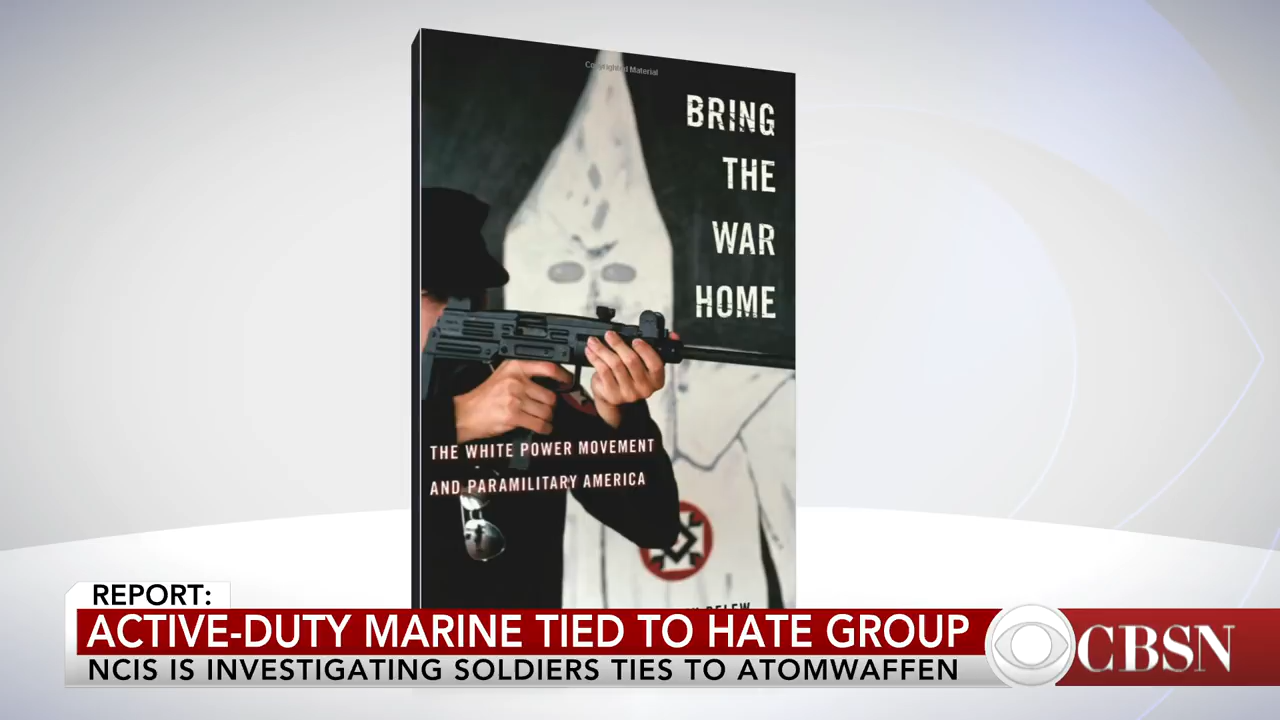 Copyrighted Material
BRING
THE
WAR
HOME
THE WHITE POWER MOVEMENT
AND PARAMILITARY AMERICA
REPORT:
ACTIVE-DUTY MARINE TIED TO HATE GROUP
NCIS IS INVESTIGATING SOLDIERS TIES TO ATOMWAFFEN
CBSN